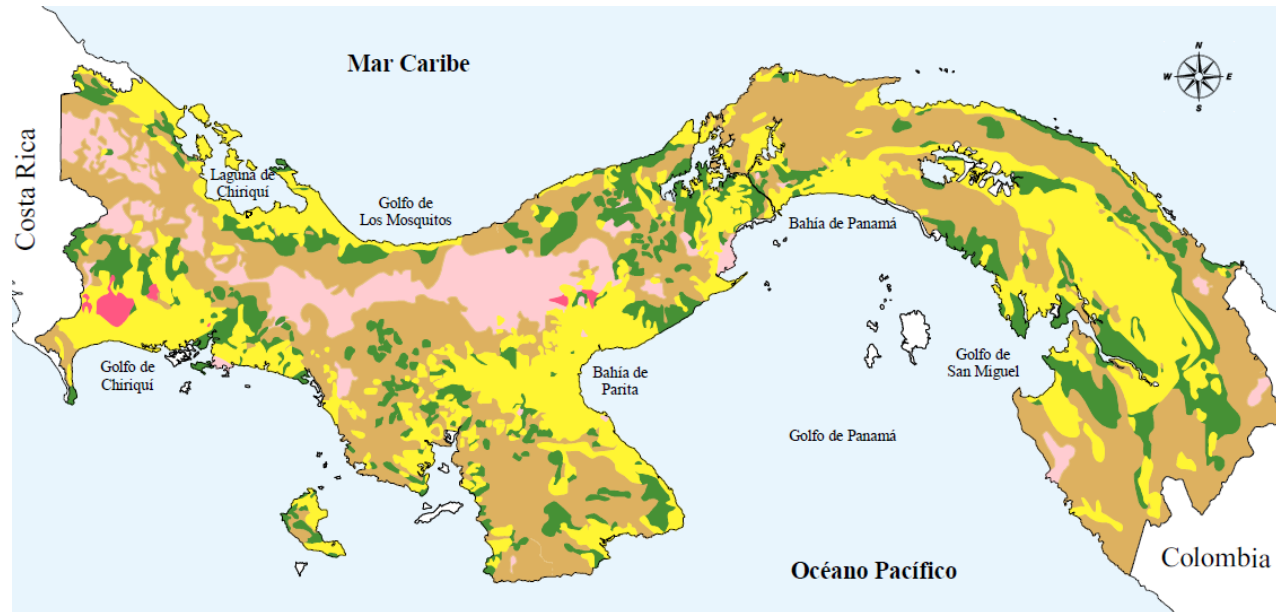 Mar Caribe
N
W
E
S
Costa Rica
Laguna de
Chiriquí
Golfo de
Los Mosquitos
Bahía de Panamá
Golfo de
Chiriquí
Bahía de
Parita
Golfo de
San Miguel
Golfo de Panamá
Océano Pacífico
Colombia